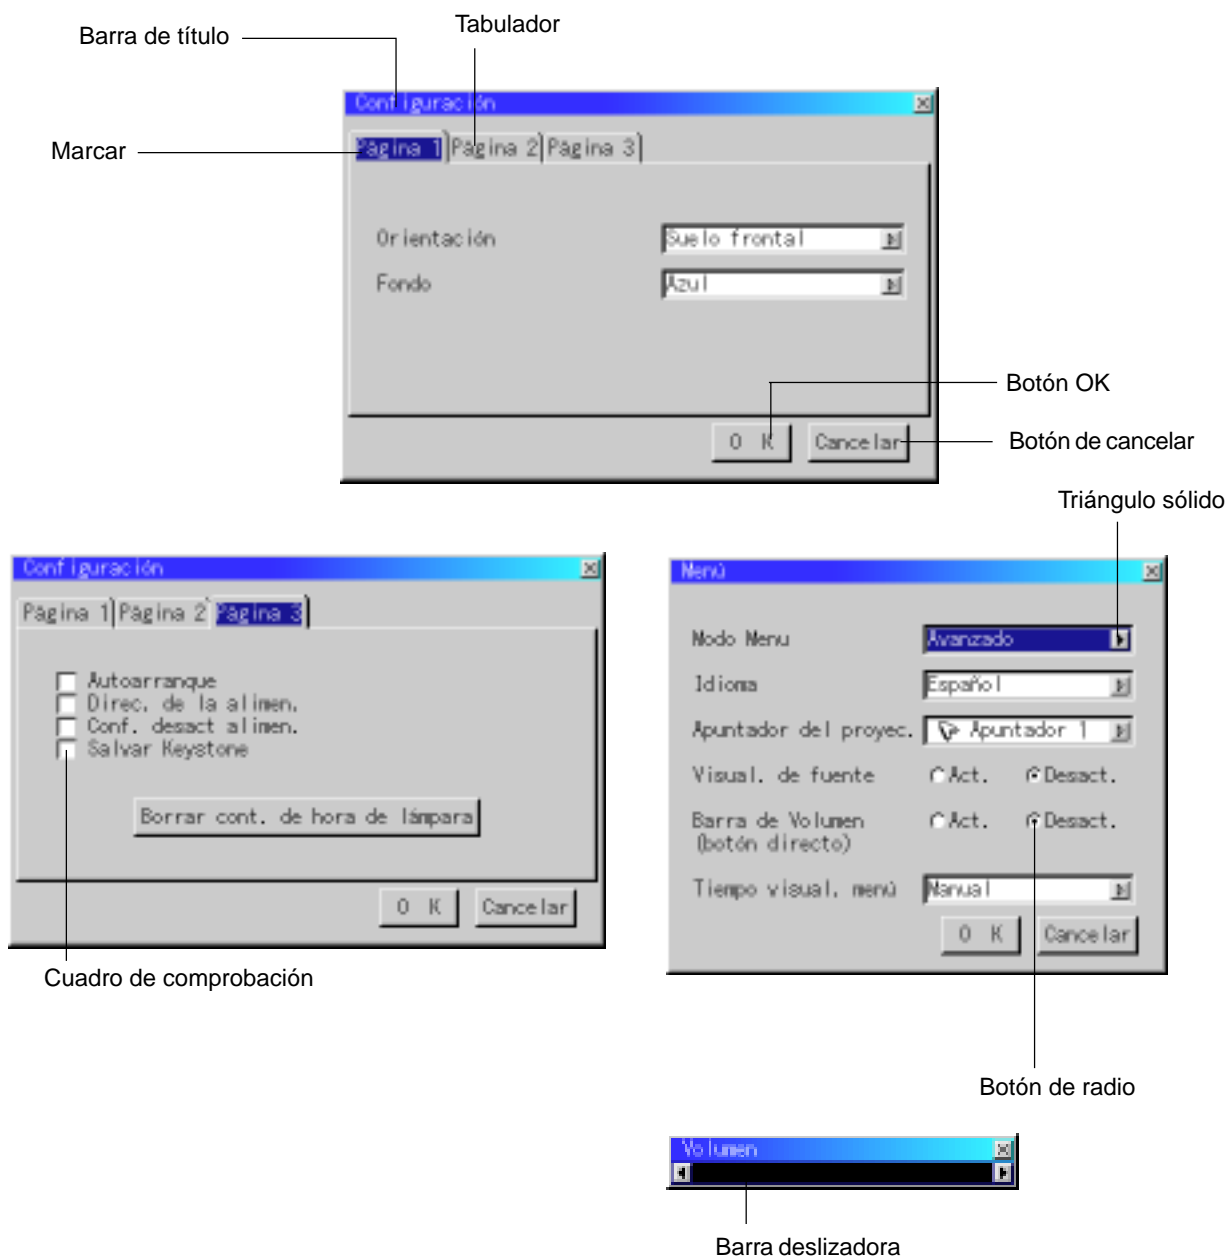 Barra de título
Tabulador
Configuración
Marcar
Página 1 Página 2 Página 3
Orientación Suelo frontal
Fondo Azul
Botón OK
O K Cancelar
Botón de cancelar
Triángulo sólido
Configuración
Página 1 Página 2 Página 3
Autoarranque
Direc. de la alimen.
Conf. desact alimen.
Salvar Keystone
Borrar cont. de hora de lámpara
O K Cancelar
Cuadro de comprobación
Menú
Modo Menu Avanzado
Idioma Español
Apuntador del proyec. Apuntador 1
Visual. de fuente Act. Desact.
Barra de Volumen Act. Desact.
(botón directo)
Tiempo visual. menú Manual
O K Cancelar
Botón de radio
Volumen
Barra deslizadora